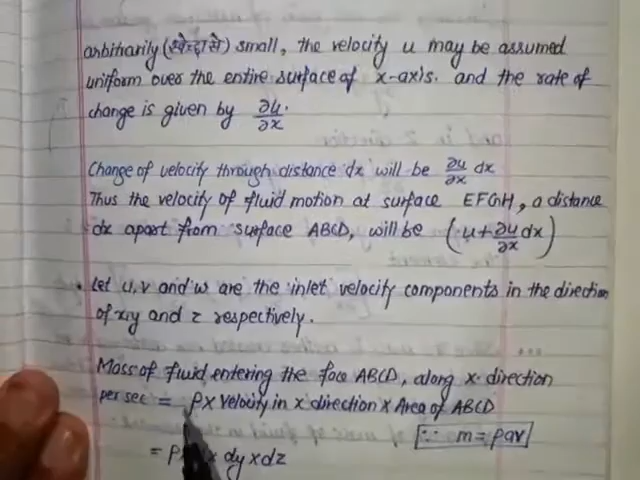 arbitrarily (स्वेच्छासे) small, the velocity u may be assumed
uniform over the entire surface of x-axis. and the rate of
change is given by ∂u/∂x.
Change of velocity through distance dx will be ∂u/∂x dx
Thus the velocity of fluid motion at surface EFGH, a distance
dx apart from surface ABCD, will be (u+∂u/∂x dx)
• Let u,v and w are the inlet velocity components in the direction
of x,y and z respectively.
Mass of fluid entering the face ABCD, along x-direction
per sec = ρ× Velocity in x direction × Area of ABCD
[∵ m = ρav]
= ρ × dy × dz